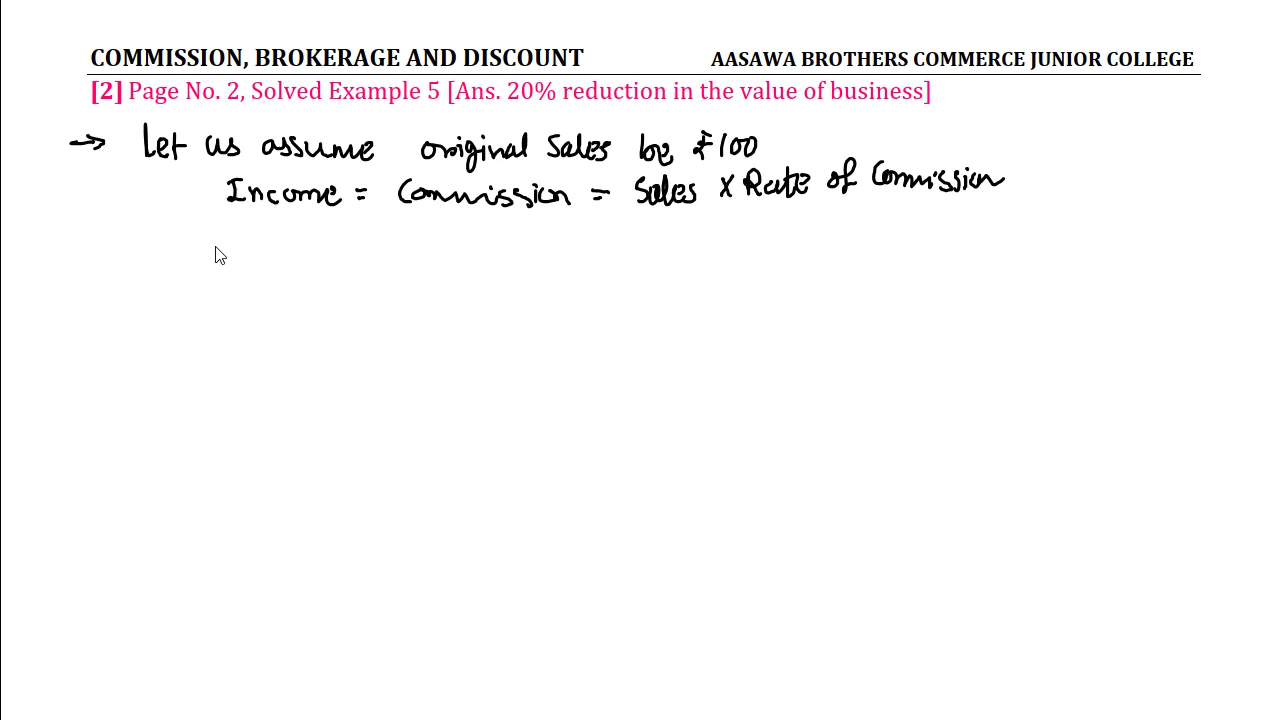 COMMISSION, BROKERAGE AND DISCOUNT AASAWA BROTHERS COMMERCE JUNIOR COLLEGE
[2] Page No. 2, Solved Example 5 [Ans. 20% reduction in the value of business]
→ Let us assume original Sales be ₹100
Income = Commission = Sales × Rate of Commission